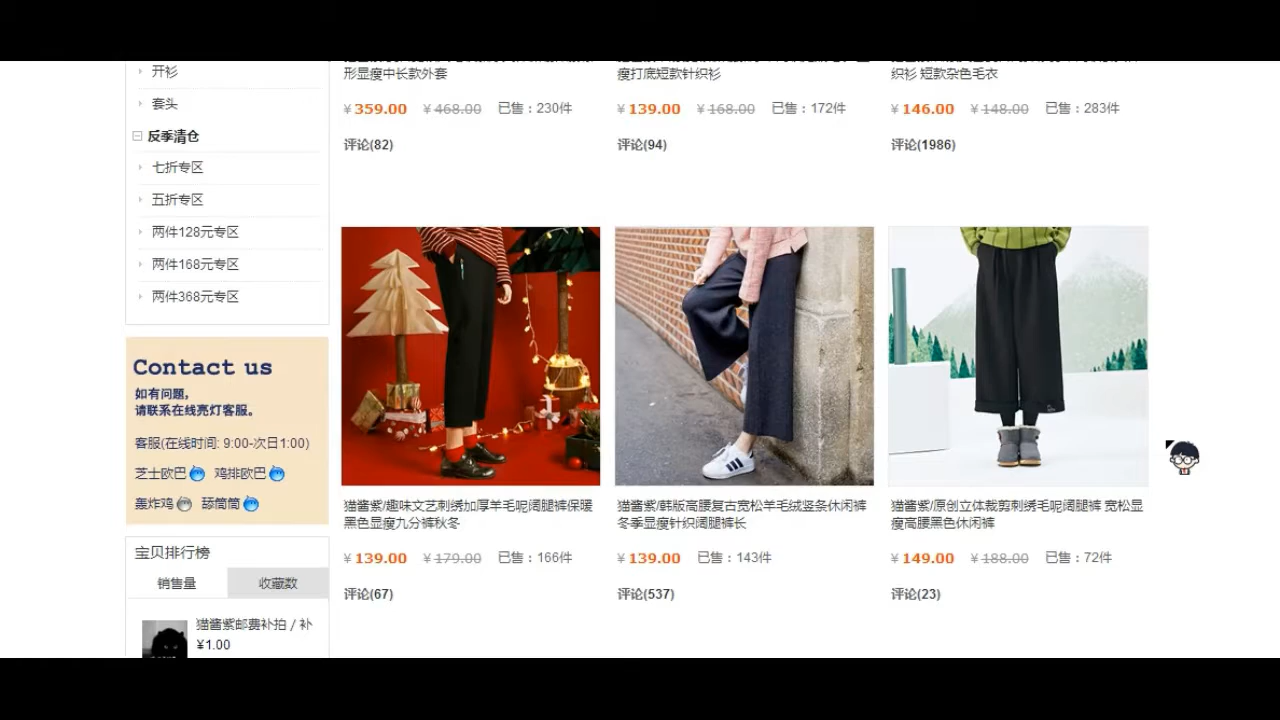 开衫
套头
反季清仓
七折专区
五折专区
两件128元专区
两件168元专区
两件368元专区
Contact us
如有问题,
请联系在线亮灯客服。
客服(在线时间: 9:00-次日1:00)
芝士欧巴 鸡排欧巴
轰炸鸡 舔筒筒
宝贝排行榜
销售量 收藏数
猫酱紫邮费补拍 / 补
¥1.00
形显瘦中长款外套
¥ 359.00 ¥ 468.00 已售：230件
评论(82)
瘦打底短款针织衫
¥ 139.00 ¥ 168.00 已售：172件
评论(94)
织衫 短款杂色毛衣
¥ 146.00 ¥ 148.00 已售：283件
评论(1986)
猫酱紫/趣味文艺刺绣加厚羊毛呢阔腿裤保暖
黑色显瘦九分裤秋冬
¥ 139.00 ¥ 179.00 已售：166件
评论(67)
猫酱紫/韩版高腰复古宽松羊毛绒竖条休闲裤
冬季显瘦针织阔腿裤长
¥ 139.00 已售：143件
评论(537)
猫酱紫/原创立体裁剪刺绣毛呢阔腿裤 宽松显
瘦高腰黑色休闲裤
¥ 149.00 ¥ 188.00 已售：72件
评论(23)